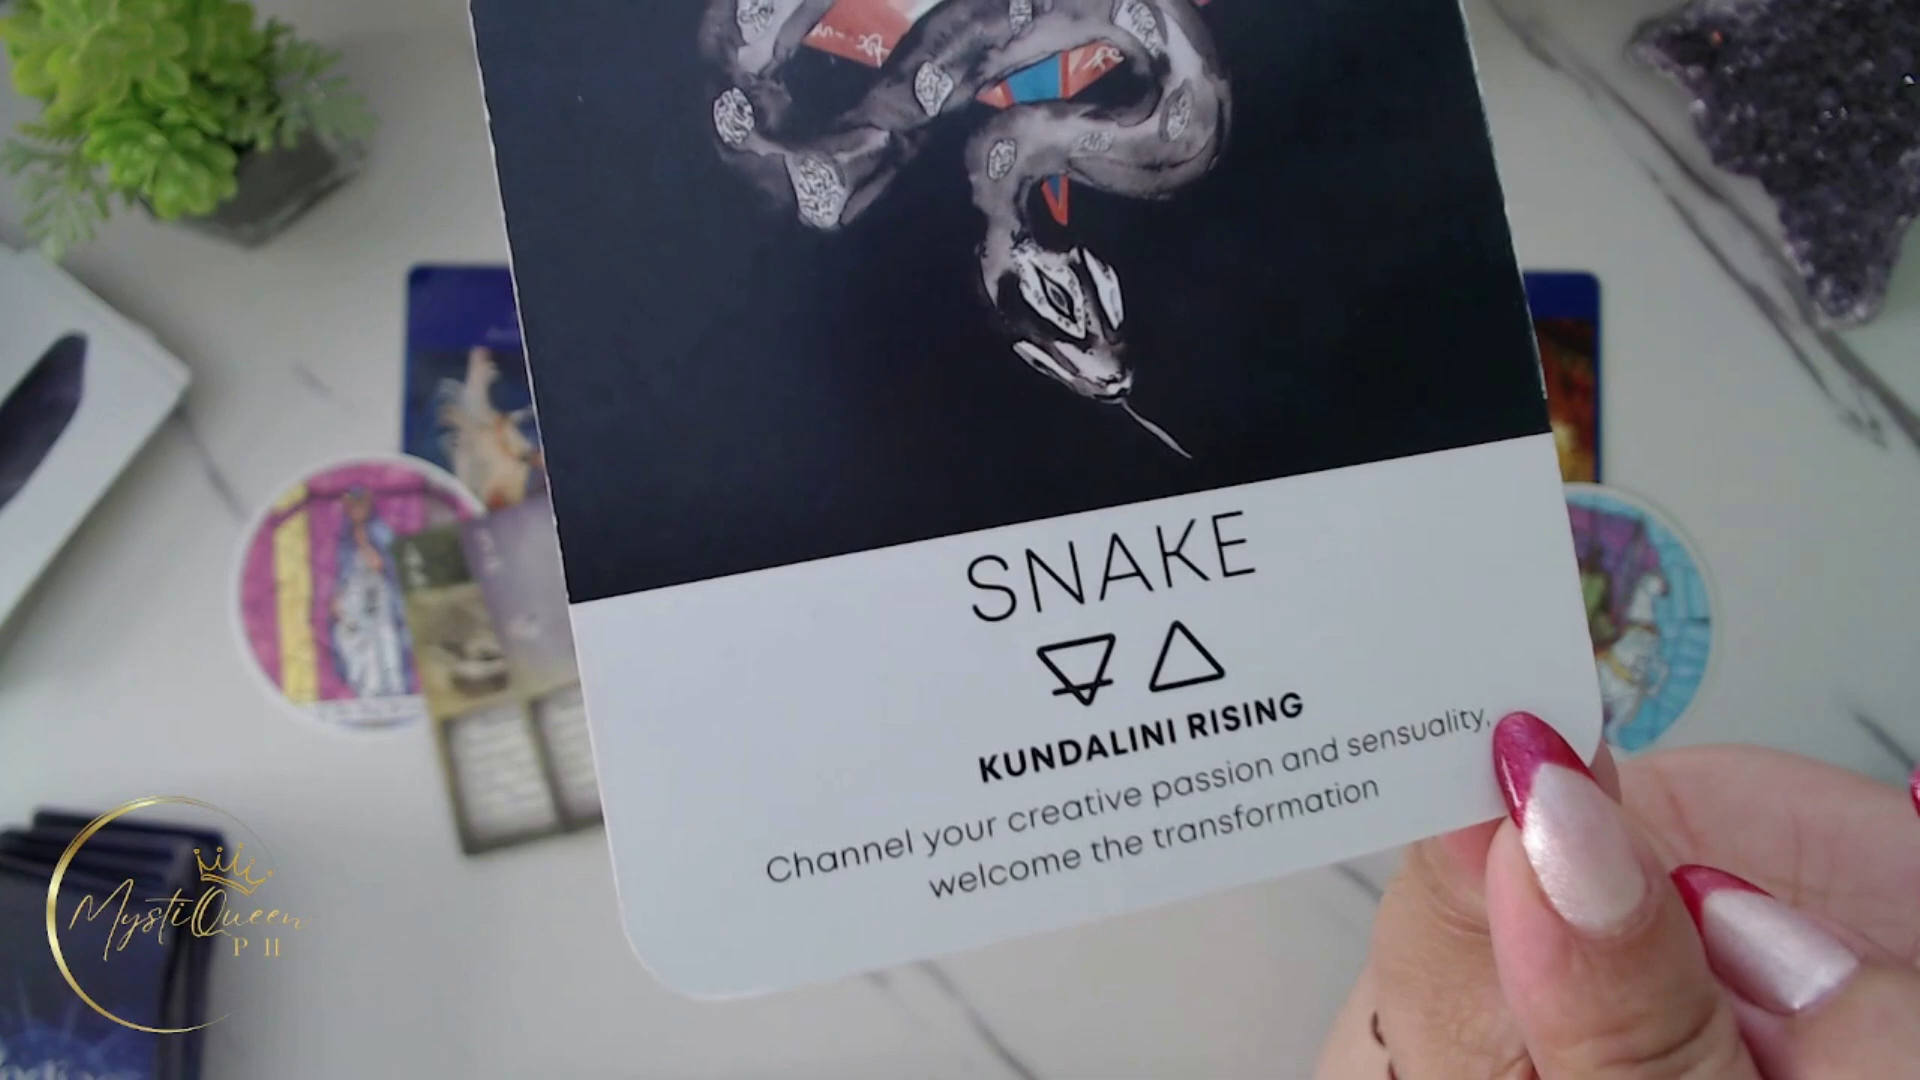 SNAKE
KUNDALINI RISING
Channel your creative passion and sensuality,
welcome the transformation
MystiQueen
PH